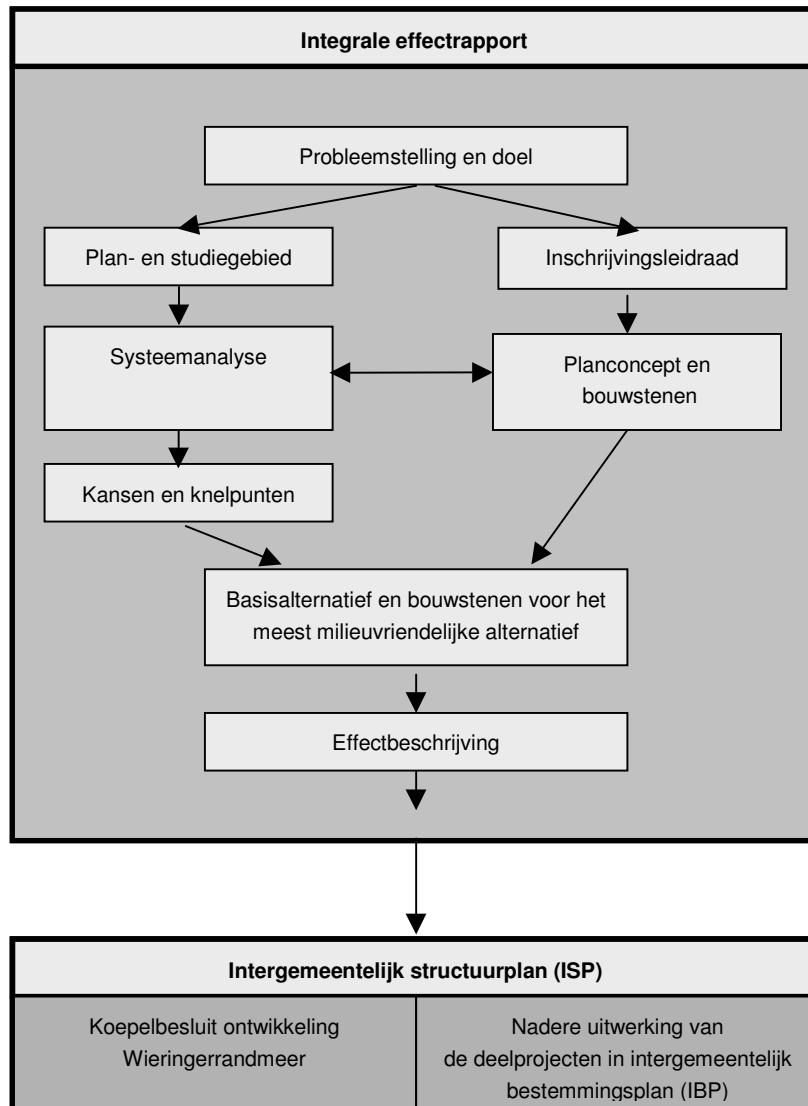 Integrale effectrapport
Probleemstelling en doel
Plan- en studiegebied
Inschrijvingsleidraad
Systeemanalyse
Planconcept en
bouwstenen
Kansen en knelpunten
Basisalternatief en bouwstenen voor het
meest milieuvriendelijke alternatief
Effectbeschrijving
Intergemeentelijk structuurplan (ISP)
Koepelbesluit ontwikkeling
Wieringerrandmeer
Nadere uitwerking van
de deelprojecten in intergemeentelijk
bestemmingsplan (IBP)